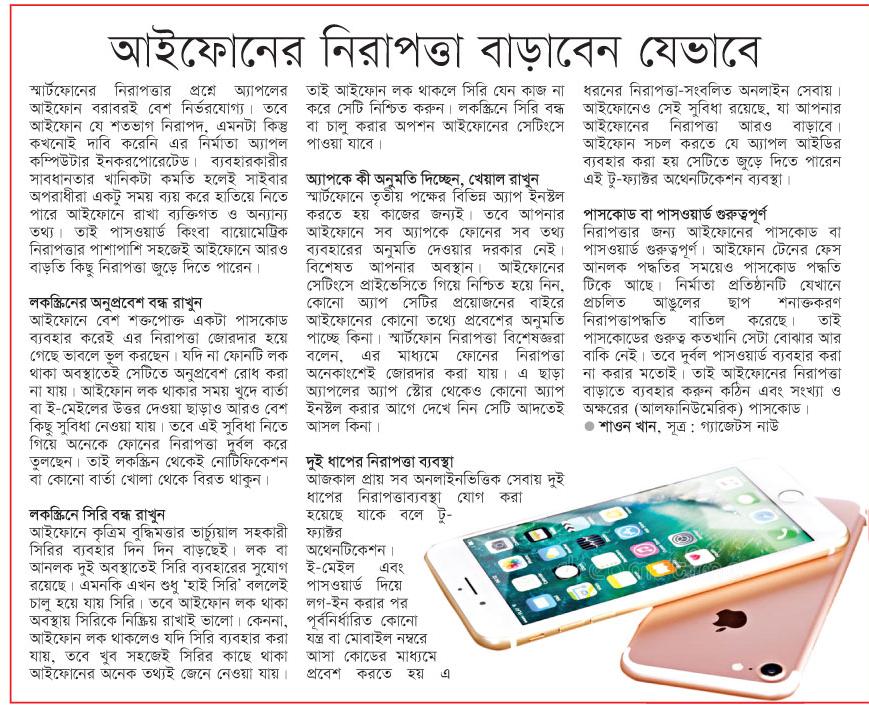 আইফোনের নিরাপত্তা বাড়াবেন যেভাবে
স্মার্টফোনের নিরাপত্তার প্রশ্নে অ্যাপলের
আইফোন বরাবরই বেশ নির্ভরযোগ্য। তবে
আইফোন যে শতভাগ নিরাপদ, এমনটা কিন্তু
কখনোই দাবি করেনি এর নির্মাতা অ্যাপল
কম্পিউটার ইনকরপোরেটেড। ব্যবহারকারীর
সাবধানতার খানিকটা কমতি হলেই সাইবার
অপরাধীরা একটু সময় ব্যয় করে হাতিয়ে নিতে
পারে আইফোনে রাখা ব্যক্তিগত ও অন্যান্য
তথ্য। তাই পাসওয়ার্ড কিংবা বায়োমেট্রিক
নিরাপত্তার পাশাপাশি সহজেই আইফোনে আরও
বাড়তি কিছু নিরাপত্তা জুড়ে দিতে পারেন।
লকস্ক্রিনের অনুপ্রবেশ বন্ধ রাখুন
আইফোনে বেশ শক্তপোক্ত একটা পাসকোড
ব্যবহার করেই এর নিরাপত্তা জোরদার হয়ে
গেছে ভাবলে ভুল করছেন। যদি না ফোনটি লক
থাকা অবস্থাতেই সেটিতে অনুপ্রবেশ রোধ করা
না যায়। আইফোন লক থাকার সময় খুদে বার্তা
বা ই-মেইলের উত্তর দেওয়া ছাড়াও আরও বেশ
কিছু সুবিধা নেওয়া যায়। তবে এই সুবিধা নিতে
গিয়ে অনেকে ফোনের নিরাপত্তা দুর্বল করে
তুলছেন। তাই লকস্ক্রিন থেকেই নোটিফিকেশন
বা কোনো বার্তা খোলা থেকে বিরত থাকুন।
লকস্ক্রিনে সিরি বন্ধ রাখুন
আইফোনে কৃত্রিম বুদ্ধিমত্তার ভার্চ্যুয়াল সহকারী
সিরির ব্যবহার দিন দিন বাড়ছেই। লক বা
আনলক দুই অবস্থাতেই সিরি ব্যবহারের সুযোগ
রয়েছে। এমনকি এখন শুধু ‘হাই সিরি’ বললেই
চালু হয়ে যায় সিরি। তবে আইফোন লক থাকা
অবস্থায় সিরিকে নিষ্ক্রিয় রাখাই ভালো। কেননা,
আইফোন লক থাকলেও যদি সিরি ব্যবহার করা
যায়, তবে খুব সহজেই সিরির কাছে থাকা
আইফোনের অনেক তথ্যই জেনে নেওয়া যায়।
তাই আইফোন লক থাকলে সিরি যেন কাজ না
করে সেটি নিশ্চিত করুন। লকস্ক্রিনে সিরি বন্ধ
বা চালু করার অপশন আইফোনের সেটিংসে
পাওয়া যাবে।
অ্যাপকে কী অনুমতি দিচ্ছেন, খেয়াল রাখুন
স্মার্টফোনে তৃতীয় পক্ষের বিভিন্ন অ্যাপ ইনস্টল
করতে হয় কাজের জন্যই। তবে আপনার
আইফোনে সব অ্যাপকে ফোনের সব তথ্য
ব্যবহারের অনুমতি দেওয়ার দরকার নেই।
বিশেষত আপনার অবস্থান। আইফোনের
সেটিংসে প্রাইভেসিতে গিয়ে নিশ্চিত হয়ে নিন,
কোনো অ্যাপ সেটির প্রয়োজনের বাইরে
আইফোনের কোনো তথ্যে প্রবেশের অনুমতি
পাচ্ছে কিনা। স্মার্টফোন নিরাপত্তা বিশেষজ্ঞরা
বলেন, এর মাধ্যমে ফোনের নিরাপত্তা
অনেকাংশেই জোরদার করা যায়। এ ছাড়া
অ্যাপলের অ্যাপ স্টোর থেকেও কোনো অ্যাপ
ইনস্টল করার আগে দেখে নিন সেটি আদতেই
আসল কিনা।
দুই ধাপের নিরাপত্তা ব্যবস্থা
আজকাল প্রায় সব অনলাইনভিত্তিক সেবায় দুই
ধাপের নিরাপত্তাব্যবস্থা যোগ করা
হয়েছে যাকে বলে টু-
ফ্যাক্টর
অথেনটিকেশন।
ই-মেইল এবং
পাসওয়ার্ড দিয়ে
লগ-ইন করার পর
পূর্বনির্ধারিত কোনো
যন্ত্র বা মোবাইল নম্বরে
আসা কোডের মাধ্যমে
প্রবেশ করতে হয় এ
ধরনের নিরাপত্তা-সংবলিত অনলাইন সেবায়।
আইফোনেও সেই সুবিধা রয়েছে, যা আপনার
আইফোনের নিরাপত্তা আরও বাড়াবে।
আইফোন সচল করতে যে অ্যাপল আইডির
ব্যবহার করা হয় সেটিতে জুড়ে দিতে পারেন
এই টু-ফ্যাক্টর অথেনটিকেশন ব্যবস্থা।
পাসকোড বা পাসওয়ার্ড গুরুত্বপূর্ণ
নিরাপত্তার জন্য আইফোনের পাসকোড বা
পাসওয়ার্ড গুরুত্বপূর্ণ। আইফোন টেনের ফেস
আনলক পদ্ধতির সময়েও পাসকোড পদ্ধতি
টিকে আছে। নির্মাতা প্রতিষ্ঠানটি যেখানে
প্রচলিত আঙুলের ছাপ শনাক্তকরণ
নিরাপত্তাপদ্ধতি বাতিল করেছে। তাই
পাসকোডের গুরুত্ব কতখানি সেটা বোঝার আর
বাকি নেই। তবে দুর্বল পাসওয়ার্ড ব্যবহার করা
না করার মতোই। তাই আইফোনের নিরাপত্তা
বাড়াতে ব্যবহার করুন কঠিন এবং সংখ্যা ও
অক্ষরের (আলফানিউমেরিক) পাসকোড।
● শাওন খান, সূত্র : গ্যাজেটস নাউ